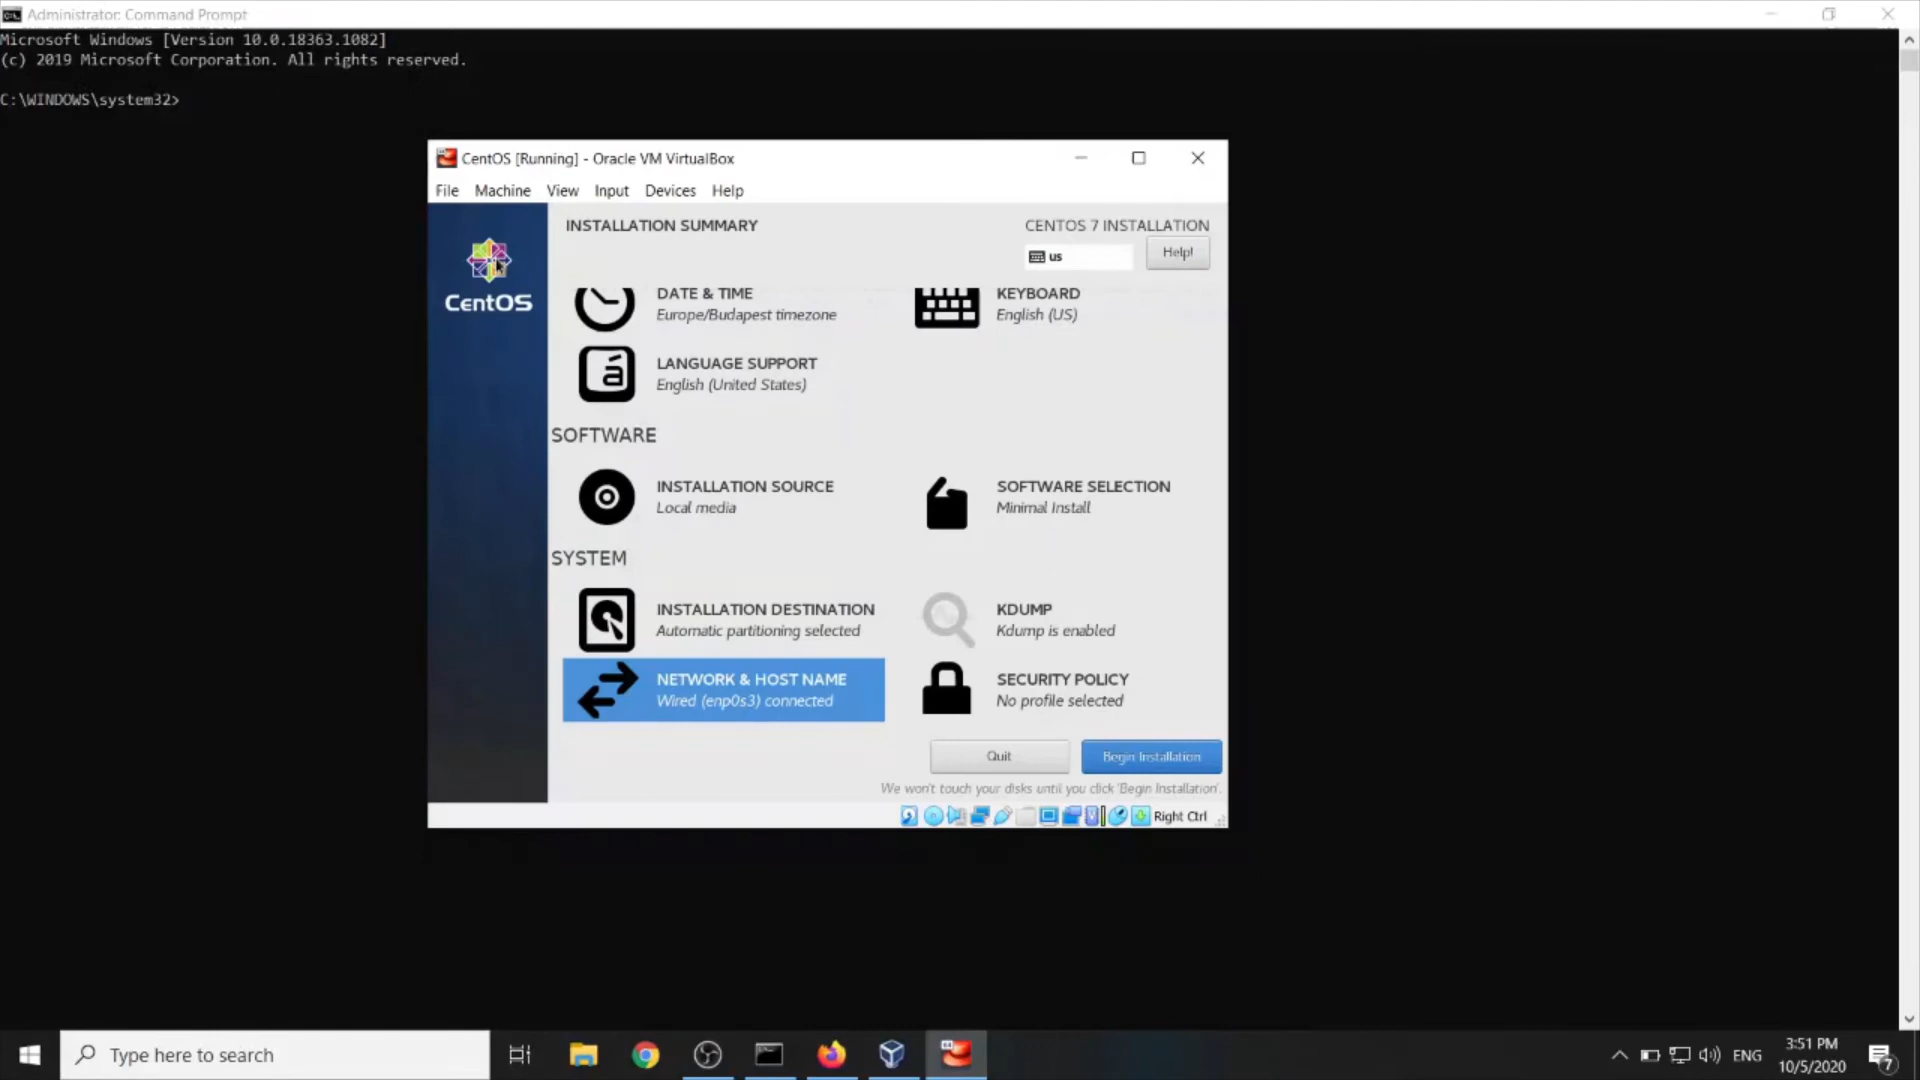 Administrator: Command Prompt
Microsoft Windows [Version 10.0.18363.1082]
(c) 2019 Microsoft Corporation. All rights reserved.
C:\WINDOWS\system32>
CentOS [Running] - Oracle VM VirtualBox
File Machine View Input Devices Help
INSTALLATION SUMMARY
CENTOS 7 INSTALLATION
us
Help!
CentOS
DATE & TIME
Europe/Budapest timezone
KEYBOARD
English (US)
LANGUAGE SUPPORT
English (United States)
SOFTWARE
INSTALLATION SOURCE
Local media
SOFTWARE SELECTION
Minimal Install
SYSTEM
INSTALLATION DESTINATION
Automatic partitioning selected
KDUMP
Kdump is enabled
NETWORK & HOST NAME
Wired (enp0s3) connected
SECURITY POLICY
No profile selected
Quit
Begin Installation
We won't touch your disks until you click 'Begin Installation'.
Right Ctrl
Type here to search
ENG
3:51 PM
10/5/2020
7